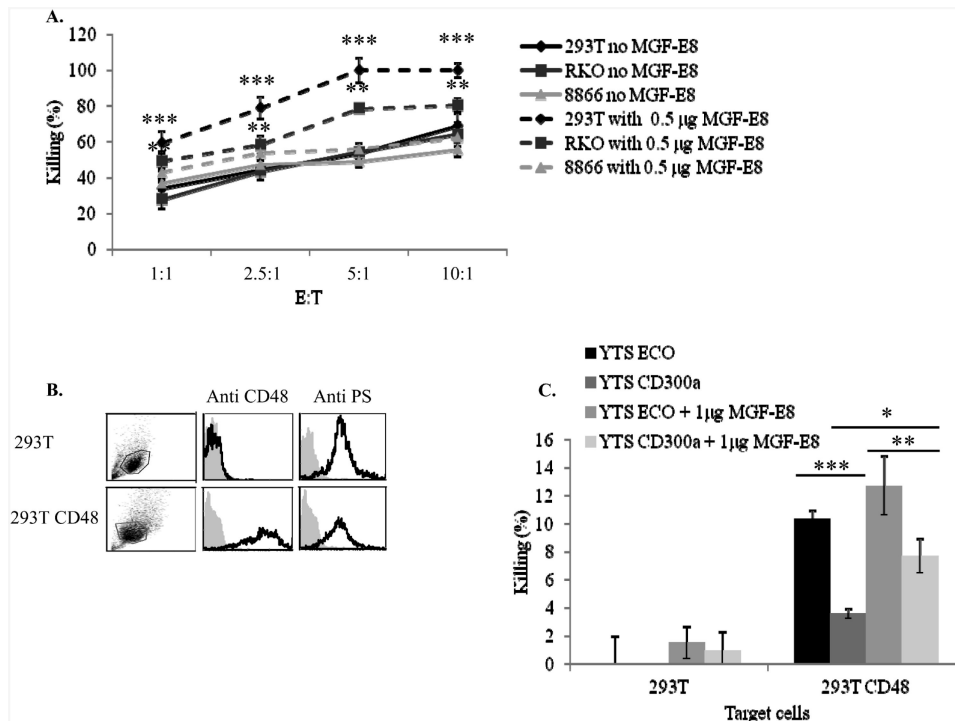 A.
Killing (%)
120
100
80
60
40
20
0
***
***
***
***
**
**
**
**
1:1
2.5:1
5:1
10:1
E:T
293T no MGF-E8
RKO no MGF-E8
8866 no MGF-E8
293T with 0.5 µg MGF-E8
RKO with 0.5 µg MGF-E8
8866 with 0.5 µg MGF-E8
B.
Anti CD48
Anti PS
293T
293T CD48
C.
YTS ECO
YTS CD300a
YTS ECO + 1µg MGF-E8
YTS CD300a + 1µg MGF-E8
Killing (%)
16
14
12
10
8
6
4
2
0
*
**
***
293T
293T CD48
Target cells